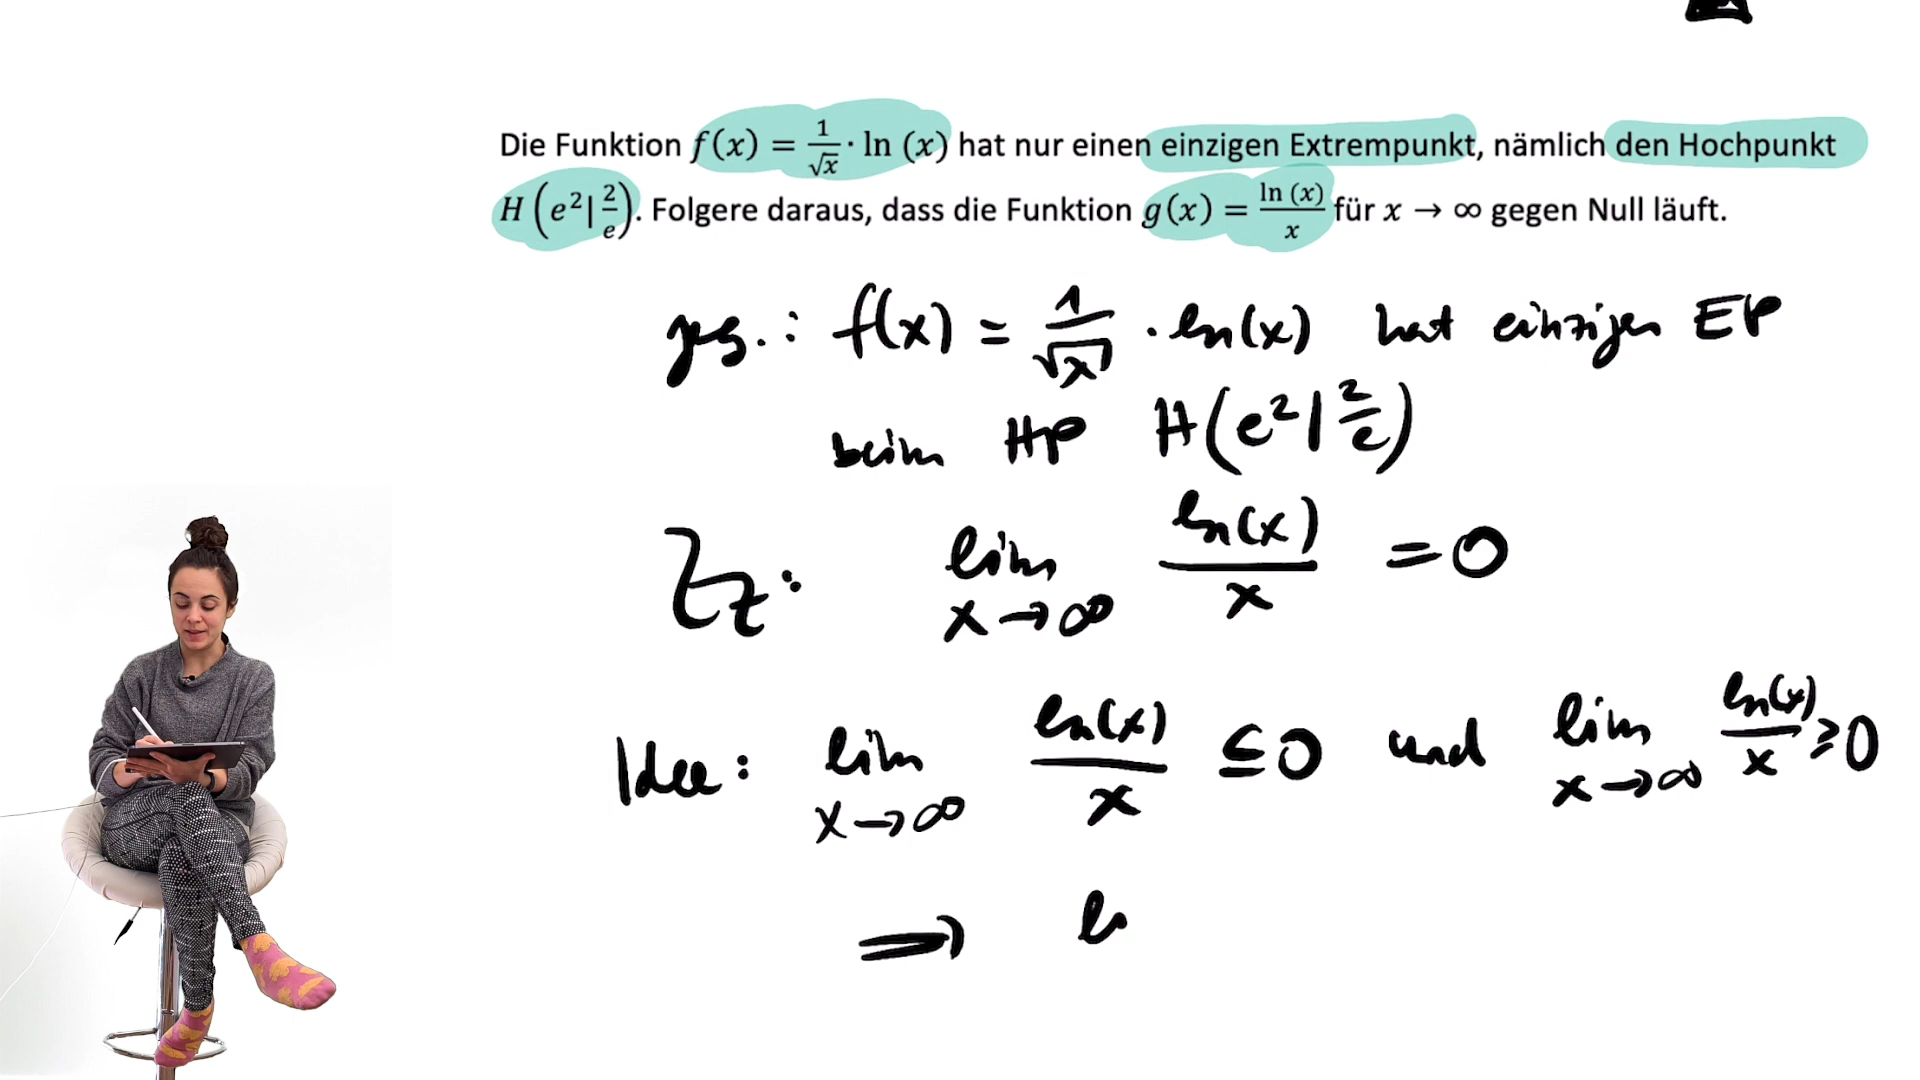 Die Funktion f(x) = 1/√x · ln (x) hat nur einen einzigen Extrempunkt, nämlich den Hochpunkt
H (e²|2/e). Folgere daraus, dass die Funktion g(x) = ln (x)/x für x → ∞ gegen Null läuft.
ges.: f(x) = 1/√x · ln(x) hat einzigen EP
beim HP H(e²|2/e)
Zz: lim x→∞ ln(x)/x = 0
Idee: lim x→∞ ln(x)/x ≤ 0 und lim x→∞ ln(x)/x ≥ 0
⇒